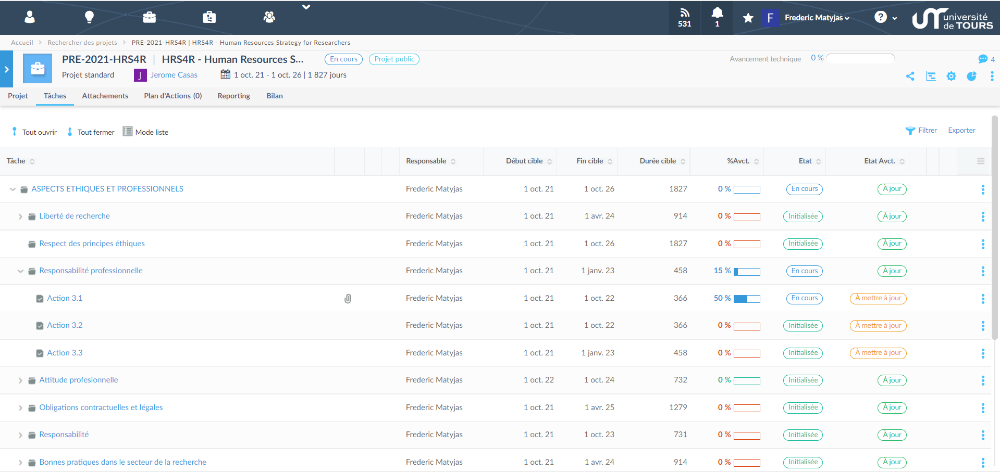 531
1
F
Frederic Matyjas
?
université
de TOURS
Accueil > Rechercher des projets > PRE-2021-HRS4R | HRS4R - Human Resources Strategy for Researchers
PRE-2021-HRS4R | HRS4R - Human Resources S...
En cours
Projet public
Avancement technique
0 %
4
Projet standard
J
Jerome Casas
1 oct. 21 - 1 oct. 26 | 1 827 jours
Projet
Tâches
Attachements
Plan d'Actions (0)
Reporting
Bilan
Tout ouvrir
Tout fermer
Mode liste
Filtrer
Exporter
Tâche Responsable Début cible Fin cible Durée cible %Avct. Etat Etat Avct.
ASPECTS ETHIQUES ET PROFESSIONNELS Frederic Matyjas 1 oct. 21 1 oct. 26 1827 0 % En cours À jour
Liberté de recherche Frederic Matyjas 1 oct. 21 1 avr. 24 914 0 % Initialisée À jour
Respect des principes éthiques Frederic Matyjas 1 oct. 21 1 oct. 26 1827 0 % Initialisée À jour
Responsabilité professionnelle Frederic Matyjas 1 oct. 21 1 janv. 23 458 15 % En cours À jour
Action 3.1 Frederic Matyjas 1 oct. 21 1 oct. 22 366 50 % En cours À mettre à jour
Action 3.2 Frederic Matyjas 1 oct. 21 1 oct. 22 366 0 % Initialisée À mettre à jour
Action 3.3 Frederic Matyjas 1 oct. 21 1 janv. 23 458 0 % Initialisée À mettre à jour
Attitude profesionnelle Frederic Matyjas 1 oct. 22 1 oct. 24 732 0 % Initialisée À jour
Obligations contractuelles et légales Frederic Matyjas 1 oct. 21 1 avr. 25 1279 0 % Initialisée À jour
Responsabilité Frederic Matyjas 1 oct. 21 1 oct. 23 731 0 % Initialisée À jour
Bonnes pratiques dans le secteur de la recherche Frederic Matyjas 1 oct. 21 1 avr. 24 914 0 % Initialisée À jour